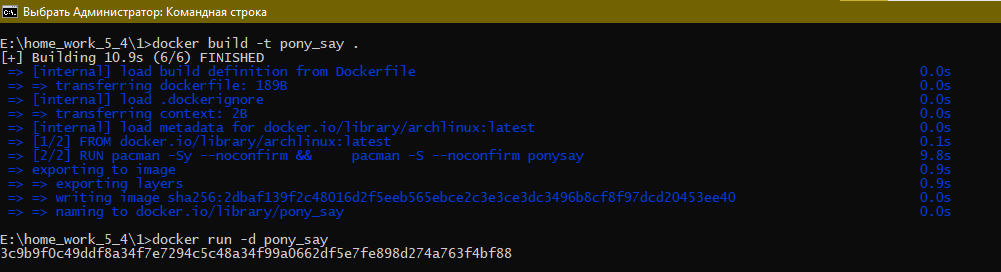 Выбрать Администратор: Командная строка
E:\home_work_5_4\1>docker build -t pony_say .
[+] Building 10.9s (6/6) FINISHED
=> [internal] load build definition from Dockerfile 0.0s
=> => transferring dockerfile: 189B 0.0s
=> [internal] load .dockerignore 0.0s
=> => transferring context: 2B 0.0s
=> [internal] load metadata for docker.io/library/archlinux:latest 0.0s
=> [1/2] FROM docker.io/library/archlinux:latest 0.1s
=> [2/2] RUN pacman -Sy --noconfirm &&     pacman -S --noconfirm ponysay 9.8s
=> exporting to image 0.9s
=> => exporting layers 0.9s
=> => writing image sha256:2dbaf139f2c48016d2f5eeb565ebce2c3e3ce3dc3496b8cf8f97dcd20453ee40 0.0s
=> => naming to docker.io/library/pony_say 0.0s
E:\home_work_5_4\1>docker run -d pony_say
3c9b9f0c49ddf8a34f7e7294c5c48a34f99a0662df5e7fe898d274a763f4bf88